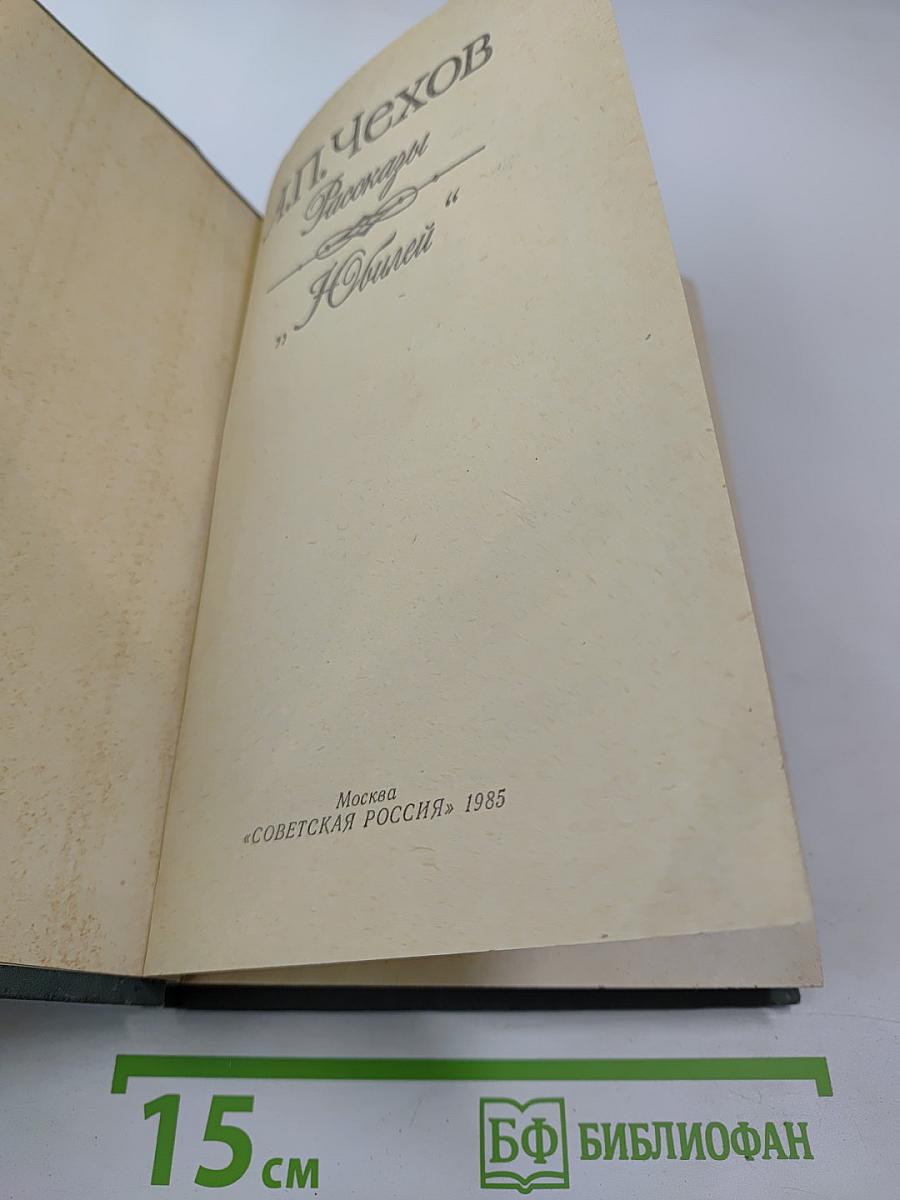 А.П. Чехов
Рассказы
„Юбилей“
Москва
«СОВЕТСКАЯ РОССИЯ» 1985
15 см
БФ БИБЛИОФАН